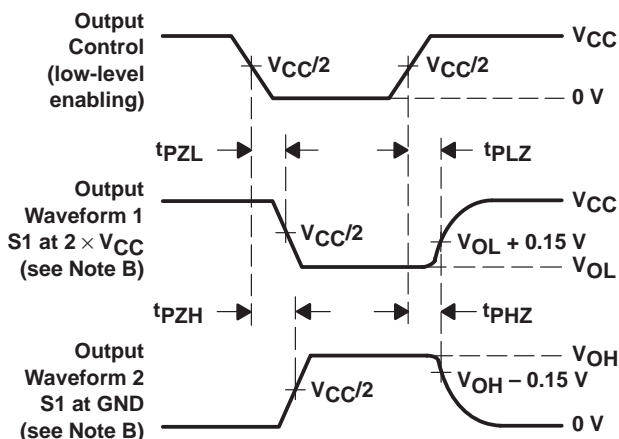 Output
Control
(low-level
enabling)
VCC/2
VCC/2
VCC
0 V
tPZL
tPLZ
Output
Waveform 1
S1 at 2 × VCC
(see Note B)
VCC/2
VCC
VOL + 0.15 V
VOL
tPZH
tPHZ
Output
Waveform 2
S1 at GND
(see Note B)
VCC/2
VOH
VOH − 0.15 V
0 V